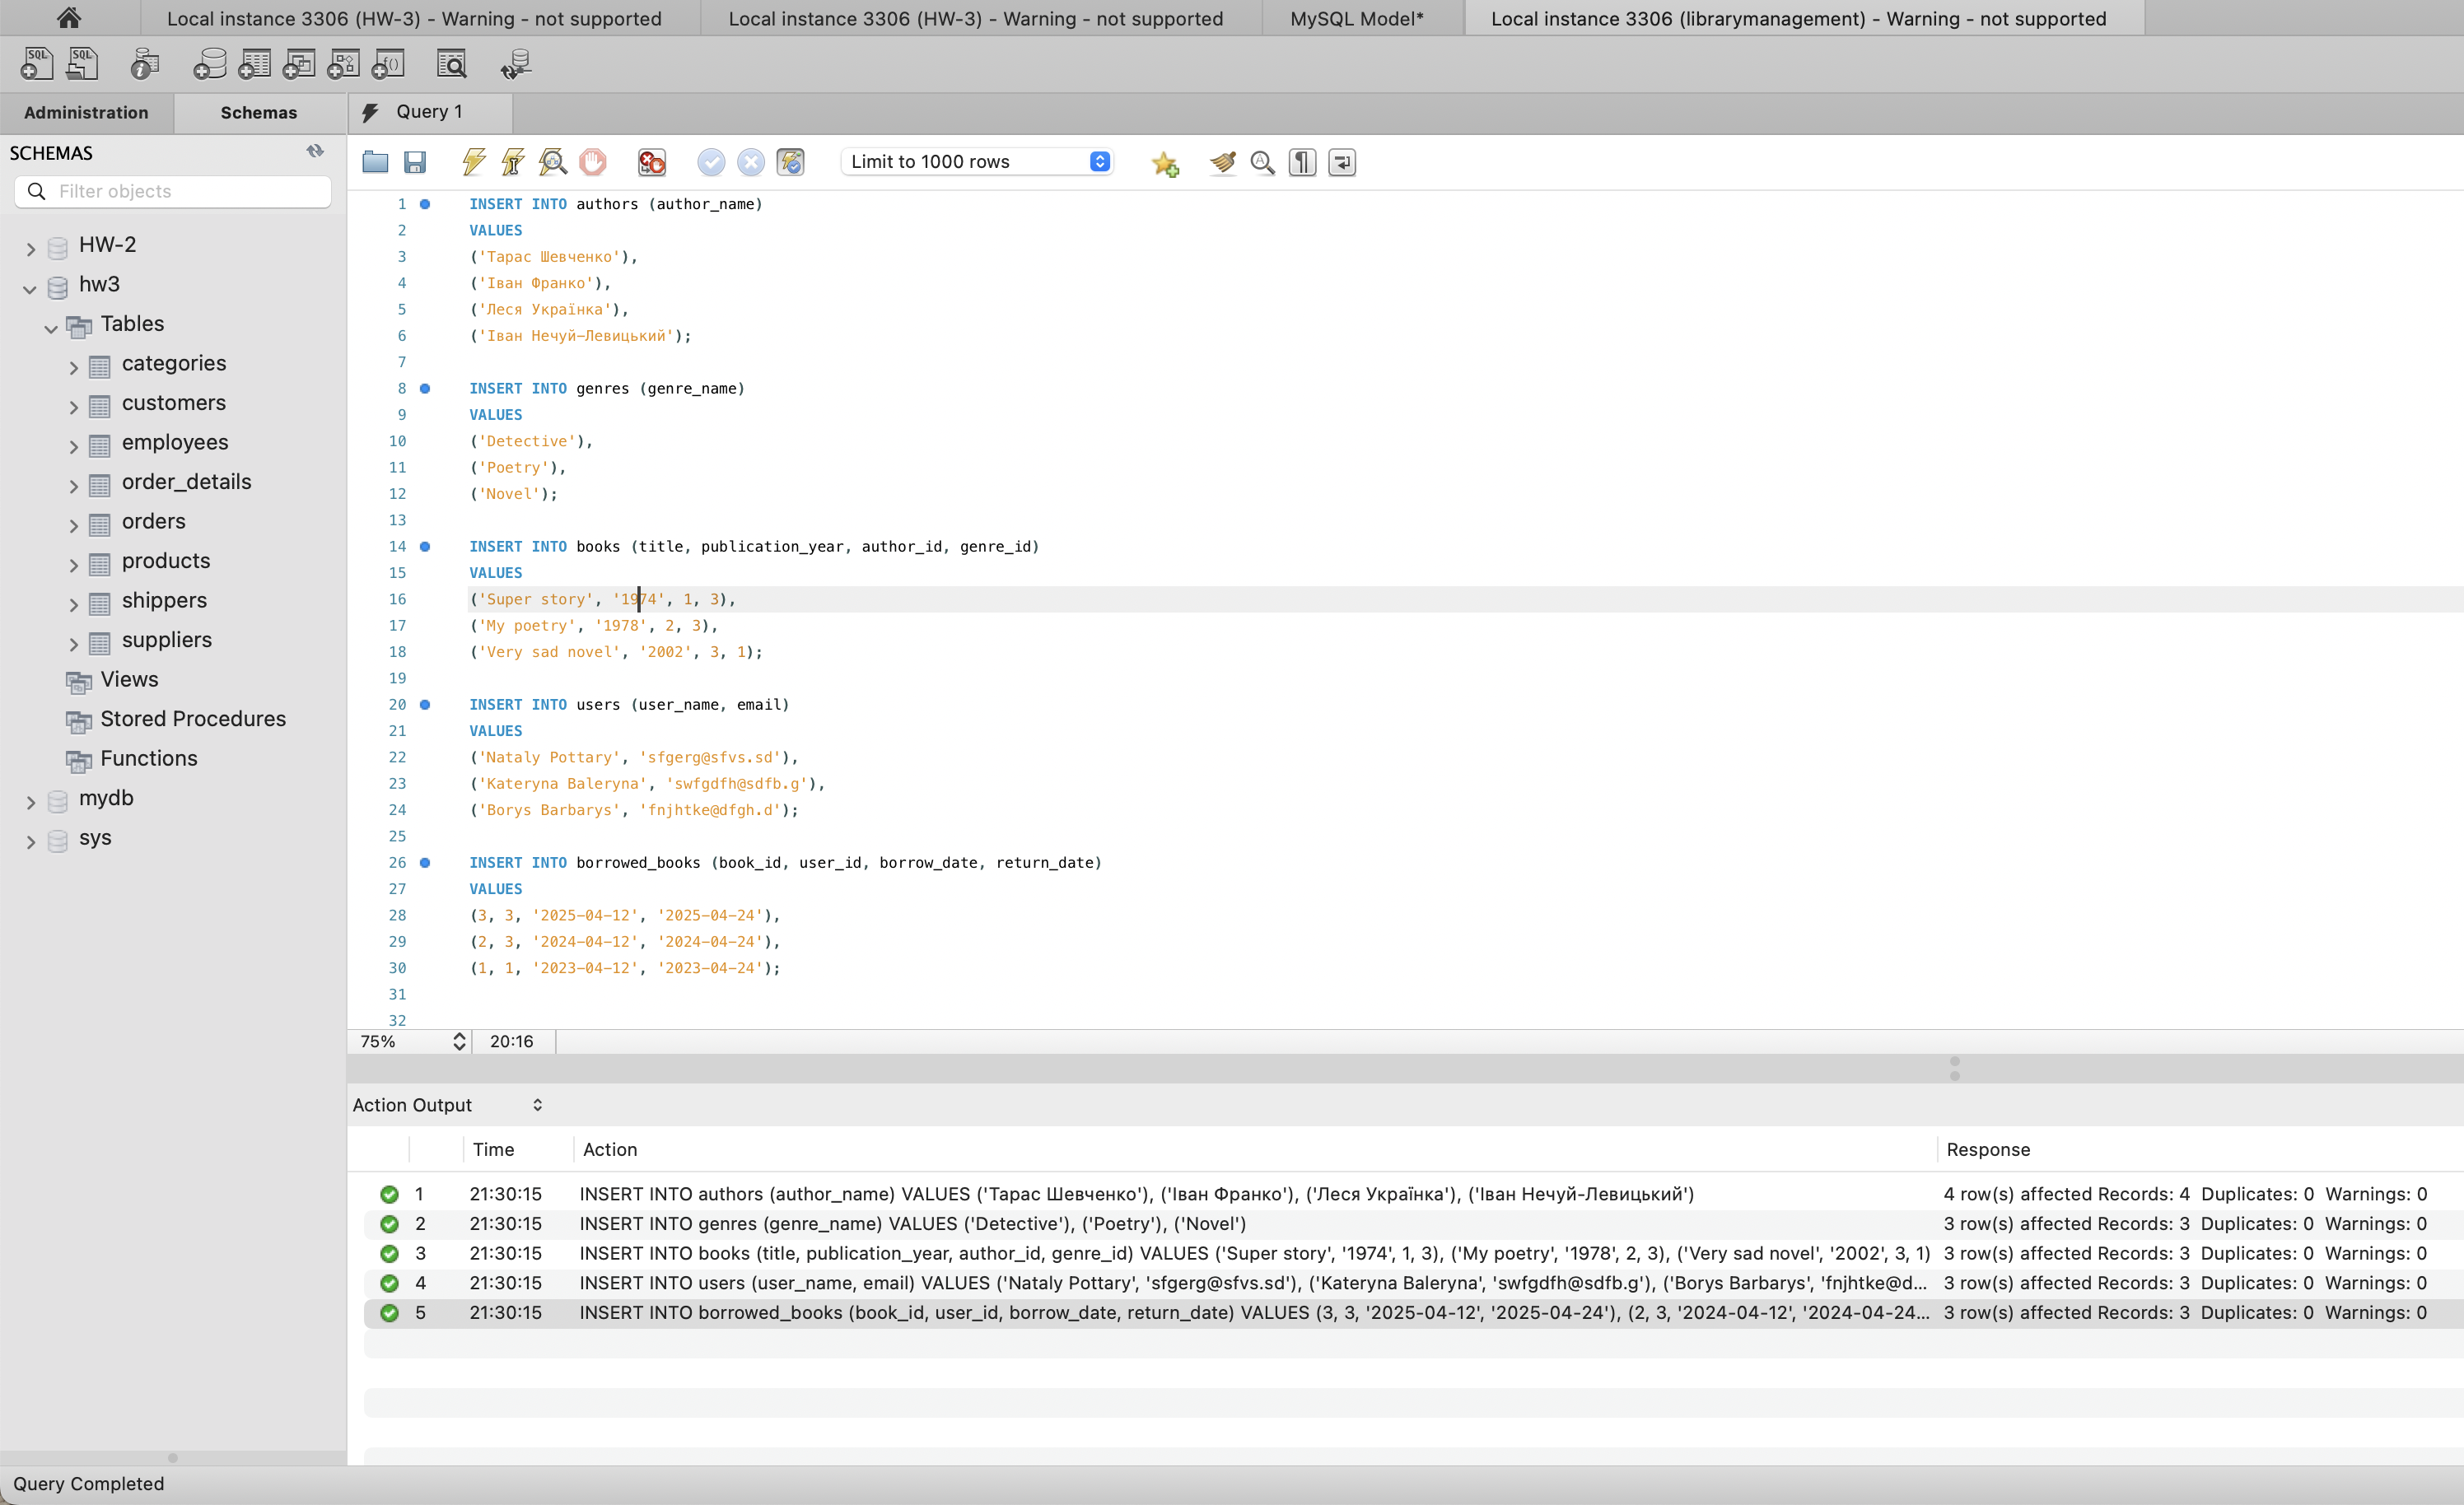 Local instance 3306 (HW-3) - Warning - not supported
Local instance 3306 (HW-3) - Warning - not supported
MySQL Model*
Local instance 3306 (librarymanagement) - Warning - not supported
SQL
SQL
Administration
Schemas
Query 1
SCHEMAS
Filter objects
Limit to 1000 rows
HW-2
hw3
Tables
categories
customers
employees
order_details
orders
products
shippers
suppliers
Views
Stored Procedures
Functions
mydb
sys
1 INSERT INTO authors (author_name)
2 VALUES
3 ('Тарас Шевченко'),
4 ('Іван Франко'),
5 ('Леся Українка'),
6 ('Іван Нечуй-Левицький');
7
8 INSERT INTO genres (genre_name)
9 VALUES
10 ('Detective'),
11 ('Poetry'),
12 ('Novel');
13
14 INSERT INTO books (title, publication_year, author_id, genre_id)
15 VALUES
16 ('Super story', '1974', 1, 3),
17 ('My poetry', '1978', 2, 3),
18 ('Very sad novel', '2002', 3, 1);
19
20 INSERT INTO users (user_name, email)
21 VALUES
22 ('Nataly Pottary', 'sfgerg@sfvs.sd'),
23 ('Kateryna Baleryna', 'swfgdfh@sdfb.g'),
24 ('Borys Barbarys', 'fnjhtke@dfgh.d');
25
26 INSERT INTO borrowed_books (book_id, user_id, borrow_date, return_date)
27 VALUES
28 (3, 3, '2025-04-12', '2025-04-24'),
29 (2, 3, '2024-04-12', '2024-04-24'),
30 (1, 1, '2023-04-12', '2023-04-24');
31
32
75% 20:16
Action Output
Time Action Response
1 21:30:15 INSERT INTO authors (author_name) VALUES ('Тарас Шевченко'), ('Іван Франко'), ('Леся Українка'), ('Іван Нечуй-Левицький') 4 row(s) affected Records: 4 Duplicates: 0 Warnings: 0
2 21:30:15 INSERT INTO genres (genre_name) VALUES ('Detective'), ('Poetry'), ('Novel') 3 row(s) affected Records: 3 Duplicates: 0 Warnings: 0
3 21:30:15 INSERT INTO books (title, publication_year, author_id, genre_id) VALUES ('Super story', '1974', 1, 3), ('My poetry', '1978', 2, 3), ('Very sad novel', '2002', 3, 1) 3 row(s) affected Records: 3 Duplicates: 0 Warnings: 0
4 21:30:15 INSERT INTO users (user_name, email) VALUES ('Nataly Pottary', 'sfgerg@sfvs.sd'), ('Kateryna Baleryna', 'swfgdfh@sdfb.g'), ('Borys Barbarys', 'fnjhtke@d... 3 row(s) affected Records: 3 Duplicates: 0 Warnings: 0
5 21:30:15 INSERT INTO borrowed_books (book_id, user_id, borrow_date, return_date) VALUES (3, 3, '2025-04-12', '2025-04-24'), (2, 3, '2024-04-12', '2024-04-24... 3 row(s) affected Records: 3 Duplicates: 0 Warnings: 0
Query Completed